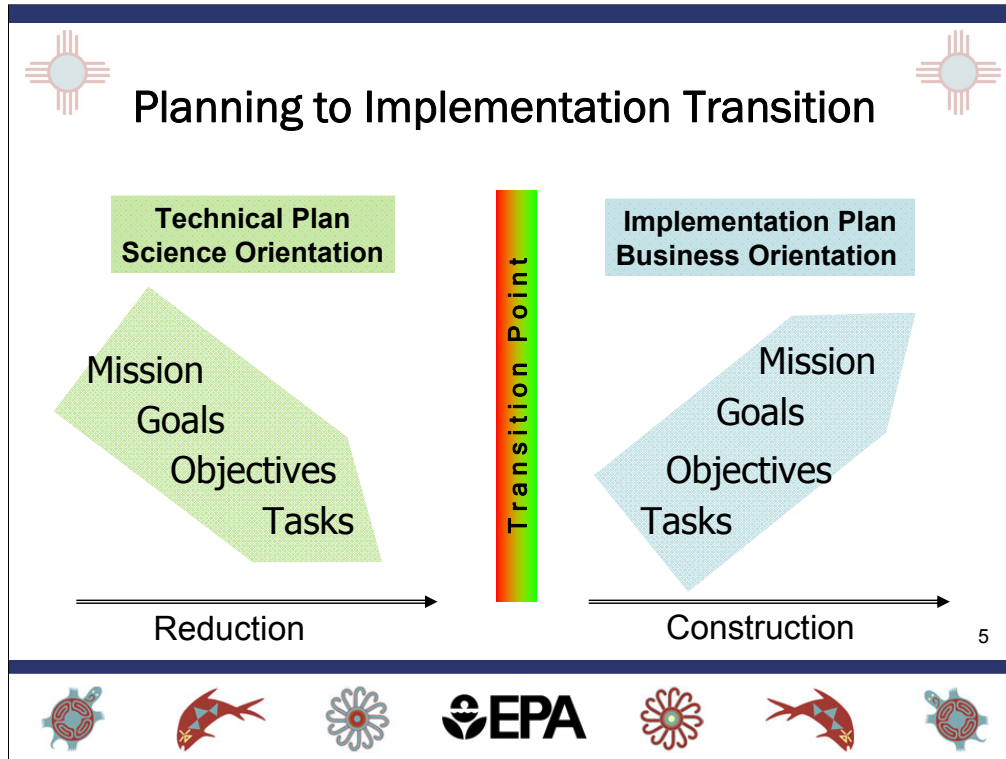 Planning to Implementation Transition
Technical Plan
Science Orientation
Mission
Goals
Objectives
Tasks
Reduction
Transition Point
Implementation Plan
Business Orientation
Mission
Goals
Objectives
Tasks
Construction
5
EPA